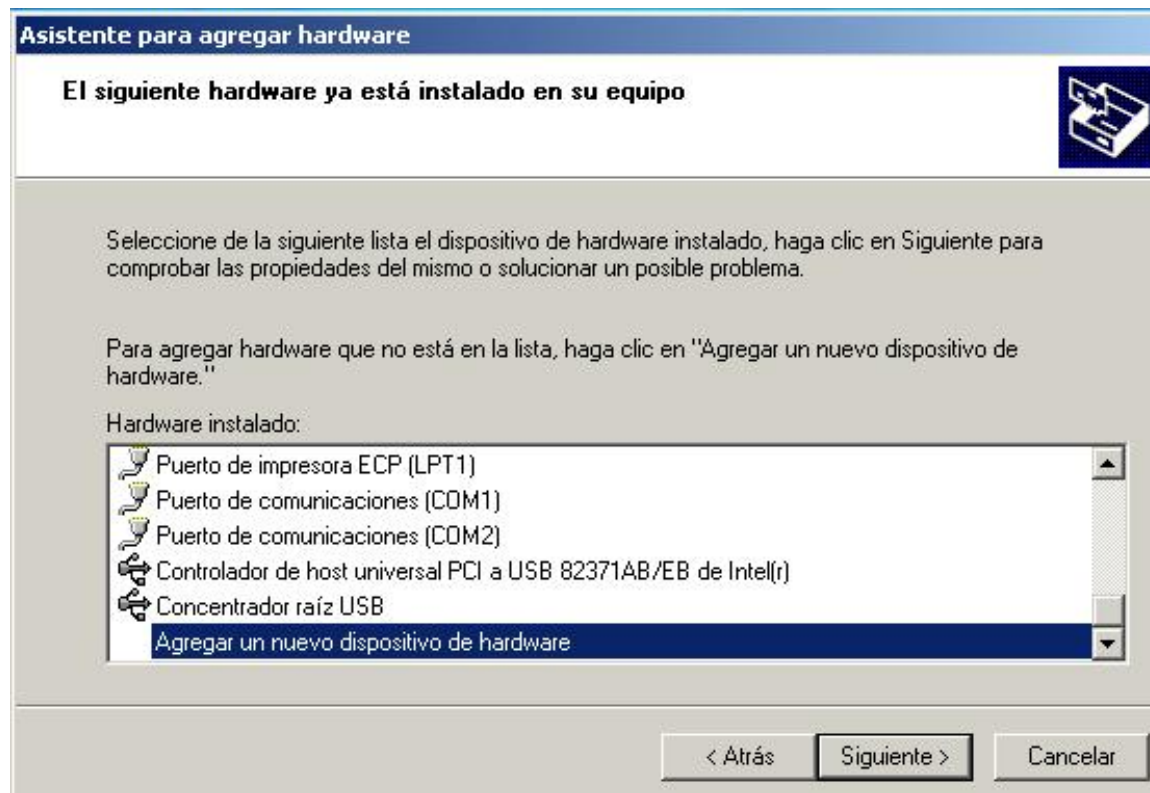 Asistente para agregar hardware
El siguiente hardware ya está instalado en su equipo
Seleccione de la siguiente lista el dispositivo de hardware instalado, haga clic en Siguiente para
comprobar las propiedades del mismo o solucionar un posible problema.
Para agregar hardware que no está en la lista, haga clic en "Agregar un nuevo dispositivo de
hardware."
Hardware instalado:
Puerto de impresora ECP (LPT1)
Puerto de comunicaciones (COM1)
Puerto de comunicaciones (COM2)
Controlador de host universal PCI a USB 82371AB/EB de Intel(r)
Concentrador raíz USB
Agregar un nuevo dispositivo de hardware
< Atrás Siguiente > Cancelar